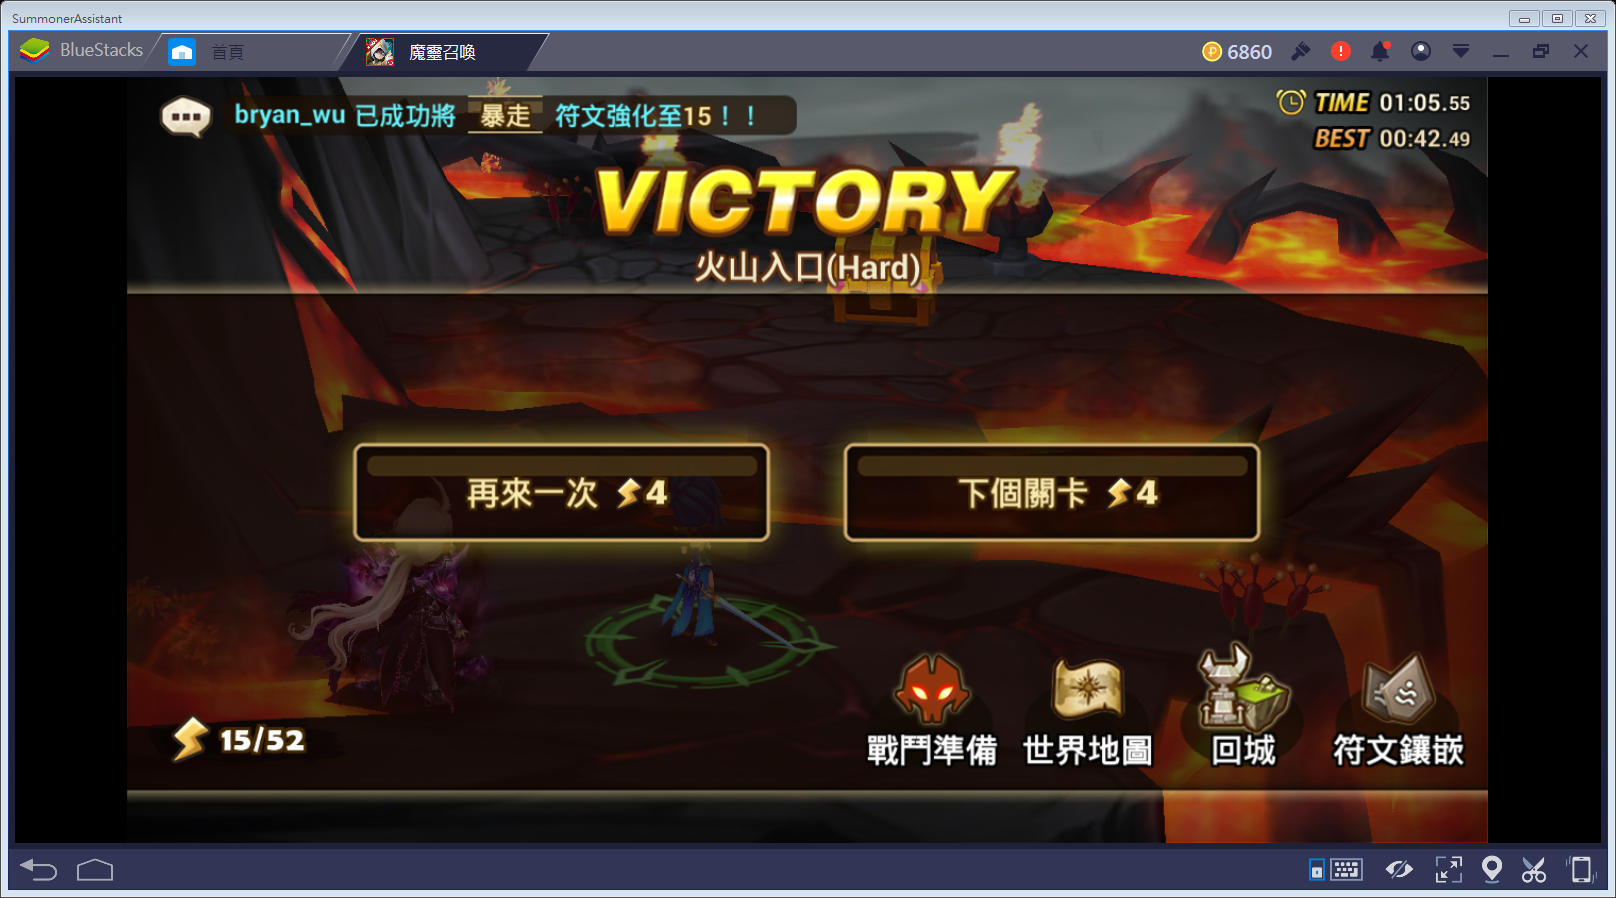 SummonerAssistant
BlueStacks
首頁
魔靈召喚
6860
bryan_wu 已成功將 暴走 符文強化至15！！
TIME 01:05.55
BEST 00:42.49
VICTORY
火山入口(Hard)
再來一次 4
下個關卡 4
15/52
戰鬥準備
世界地圖
回城
符文鑲嵌